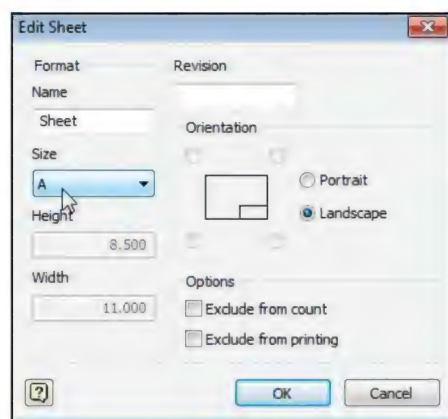 Edit Sheet
Format
Revision
Name
Sheet
Orientation
Size
A
Portrait
Height
Landscape
8.500
Width
Options
11.000
Exclude from count
Exclude from printing
?
OK
Cancel